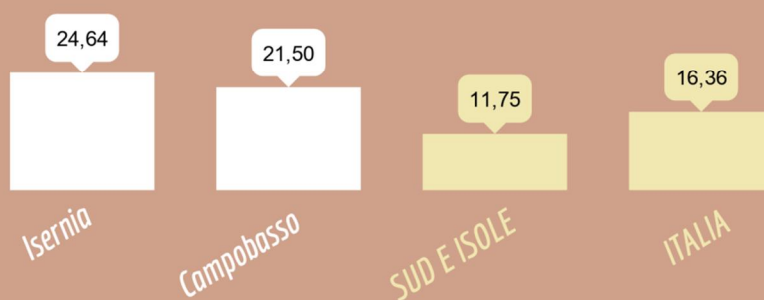 24,64
21,50
11,75
16,36
Isernia
Campobasso
SUD E ISOLE
ITALIA